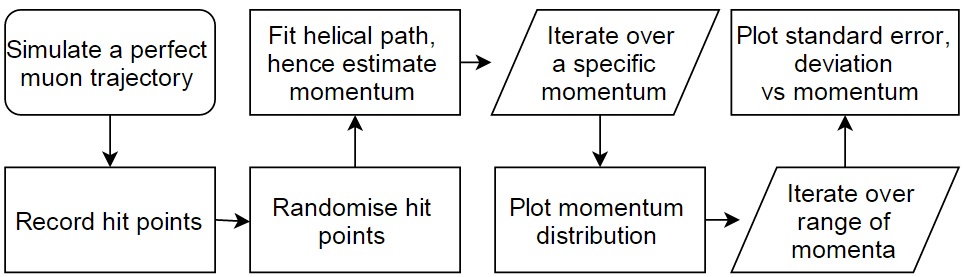 Simulate a perfect
muon trajectory
Record hit points
Randomise hit
points
Fit helical path,
hence estimate
momentum
Iterate over
a specific
momentum
Plot momentum
distribution
Iterate over
range of
momenta
Plot standard error,
deviation
vs momentum